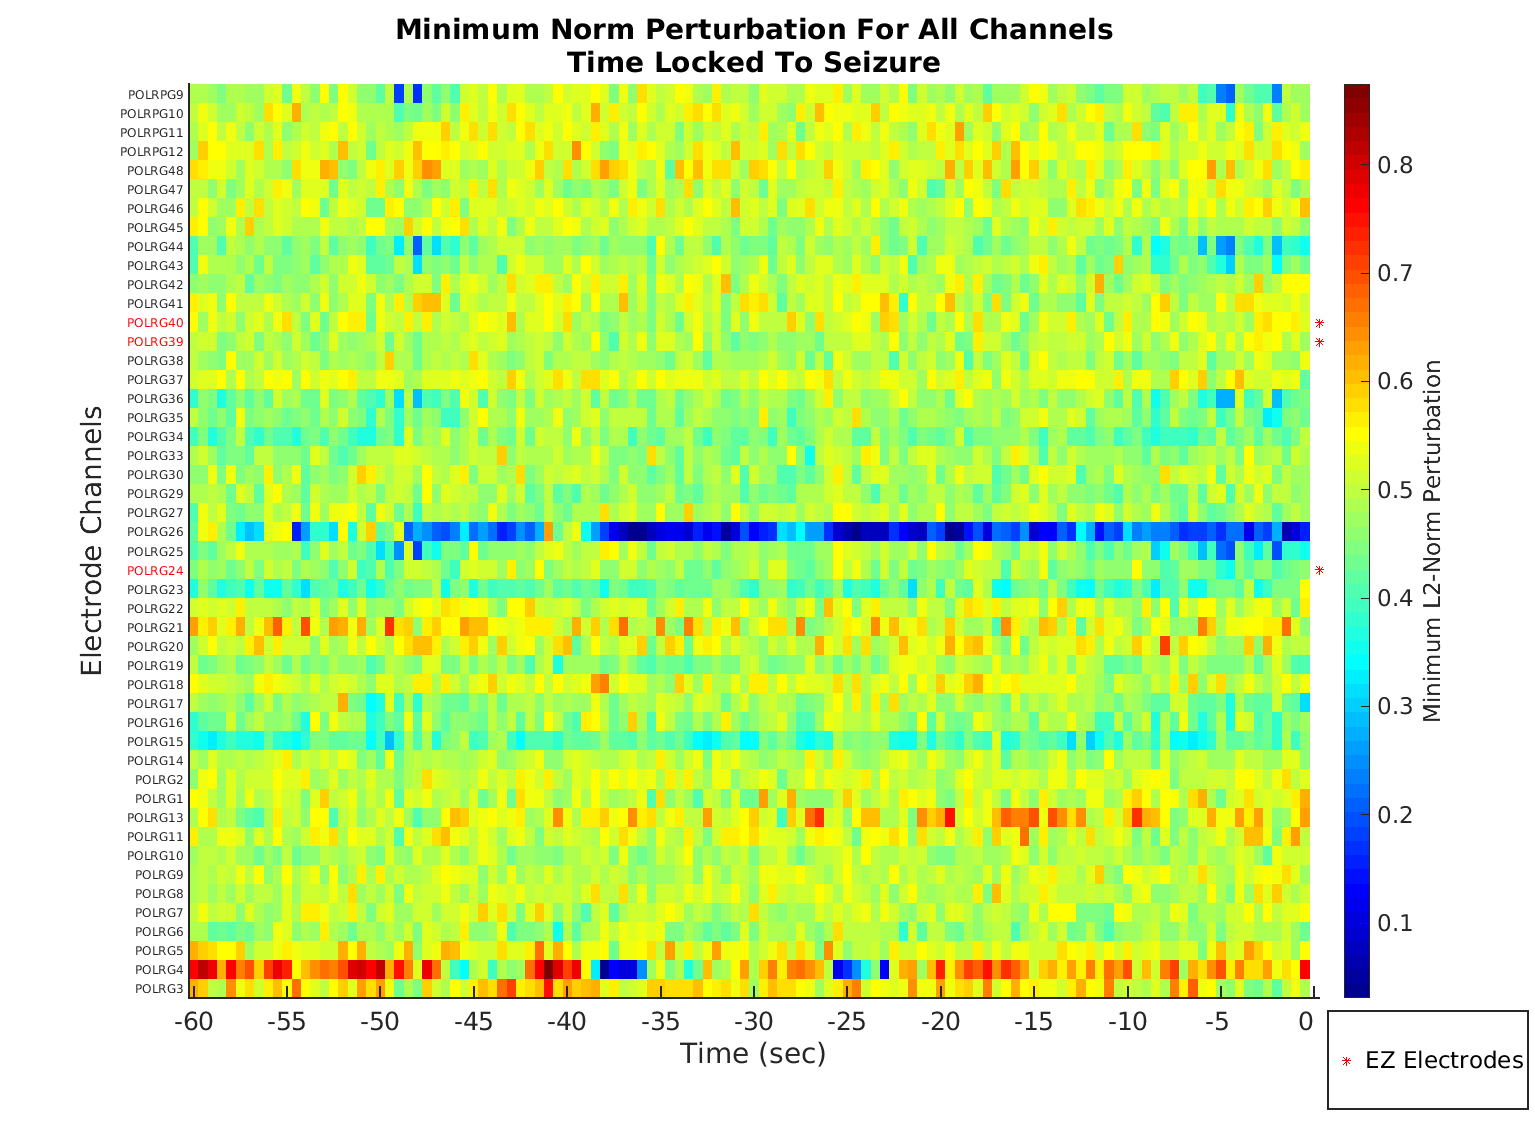 Minimum Norm Perturbation For All Channels
Time Locked To Seizure
Electrode Channels
POLRPG9
POLRPG10
POLRPG11
POLRPG12
POLRG48
POLRG47
POLRG46
POLRG45
POLRG44
POLRG43
POLRG42
POLRG41
POLRG40
*
POLRG39
*
POLRG38
POLRG37
POLRG36
POLRG35
POLRG34
POLRG33
POLRG30
POLRG29
POLRG27
POLRG26
POLRG25
POLRG24
*
POLRG23
POLRG22
POLRG21
POLRG20
POLRG19
POLRG18
POLRG17
POLRG16
POLRG15
POLRG14
POLRG2
POLRG1
POLRG13
POLRG11
POLRG10
POLRG9
POLRG8
POLRG7
POLRG6
POLRG5
POLRG4
POLRG3
-60 -55 -50 -45 -40 -35 -30 -25 -20 -15 -10 -5 0
Time (sec)
0.8
0.7
0.6
0.5
0.4
0.3
0.2
0.1
Minimum L2-Norm Perturbation
* EZ Electrodes